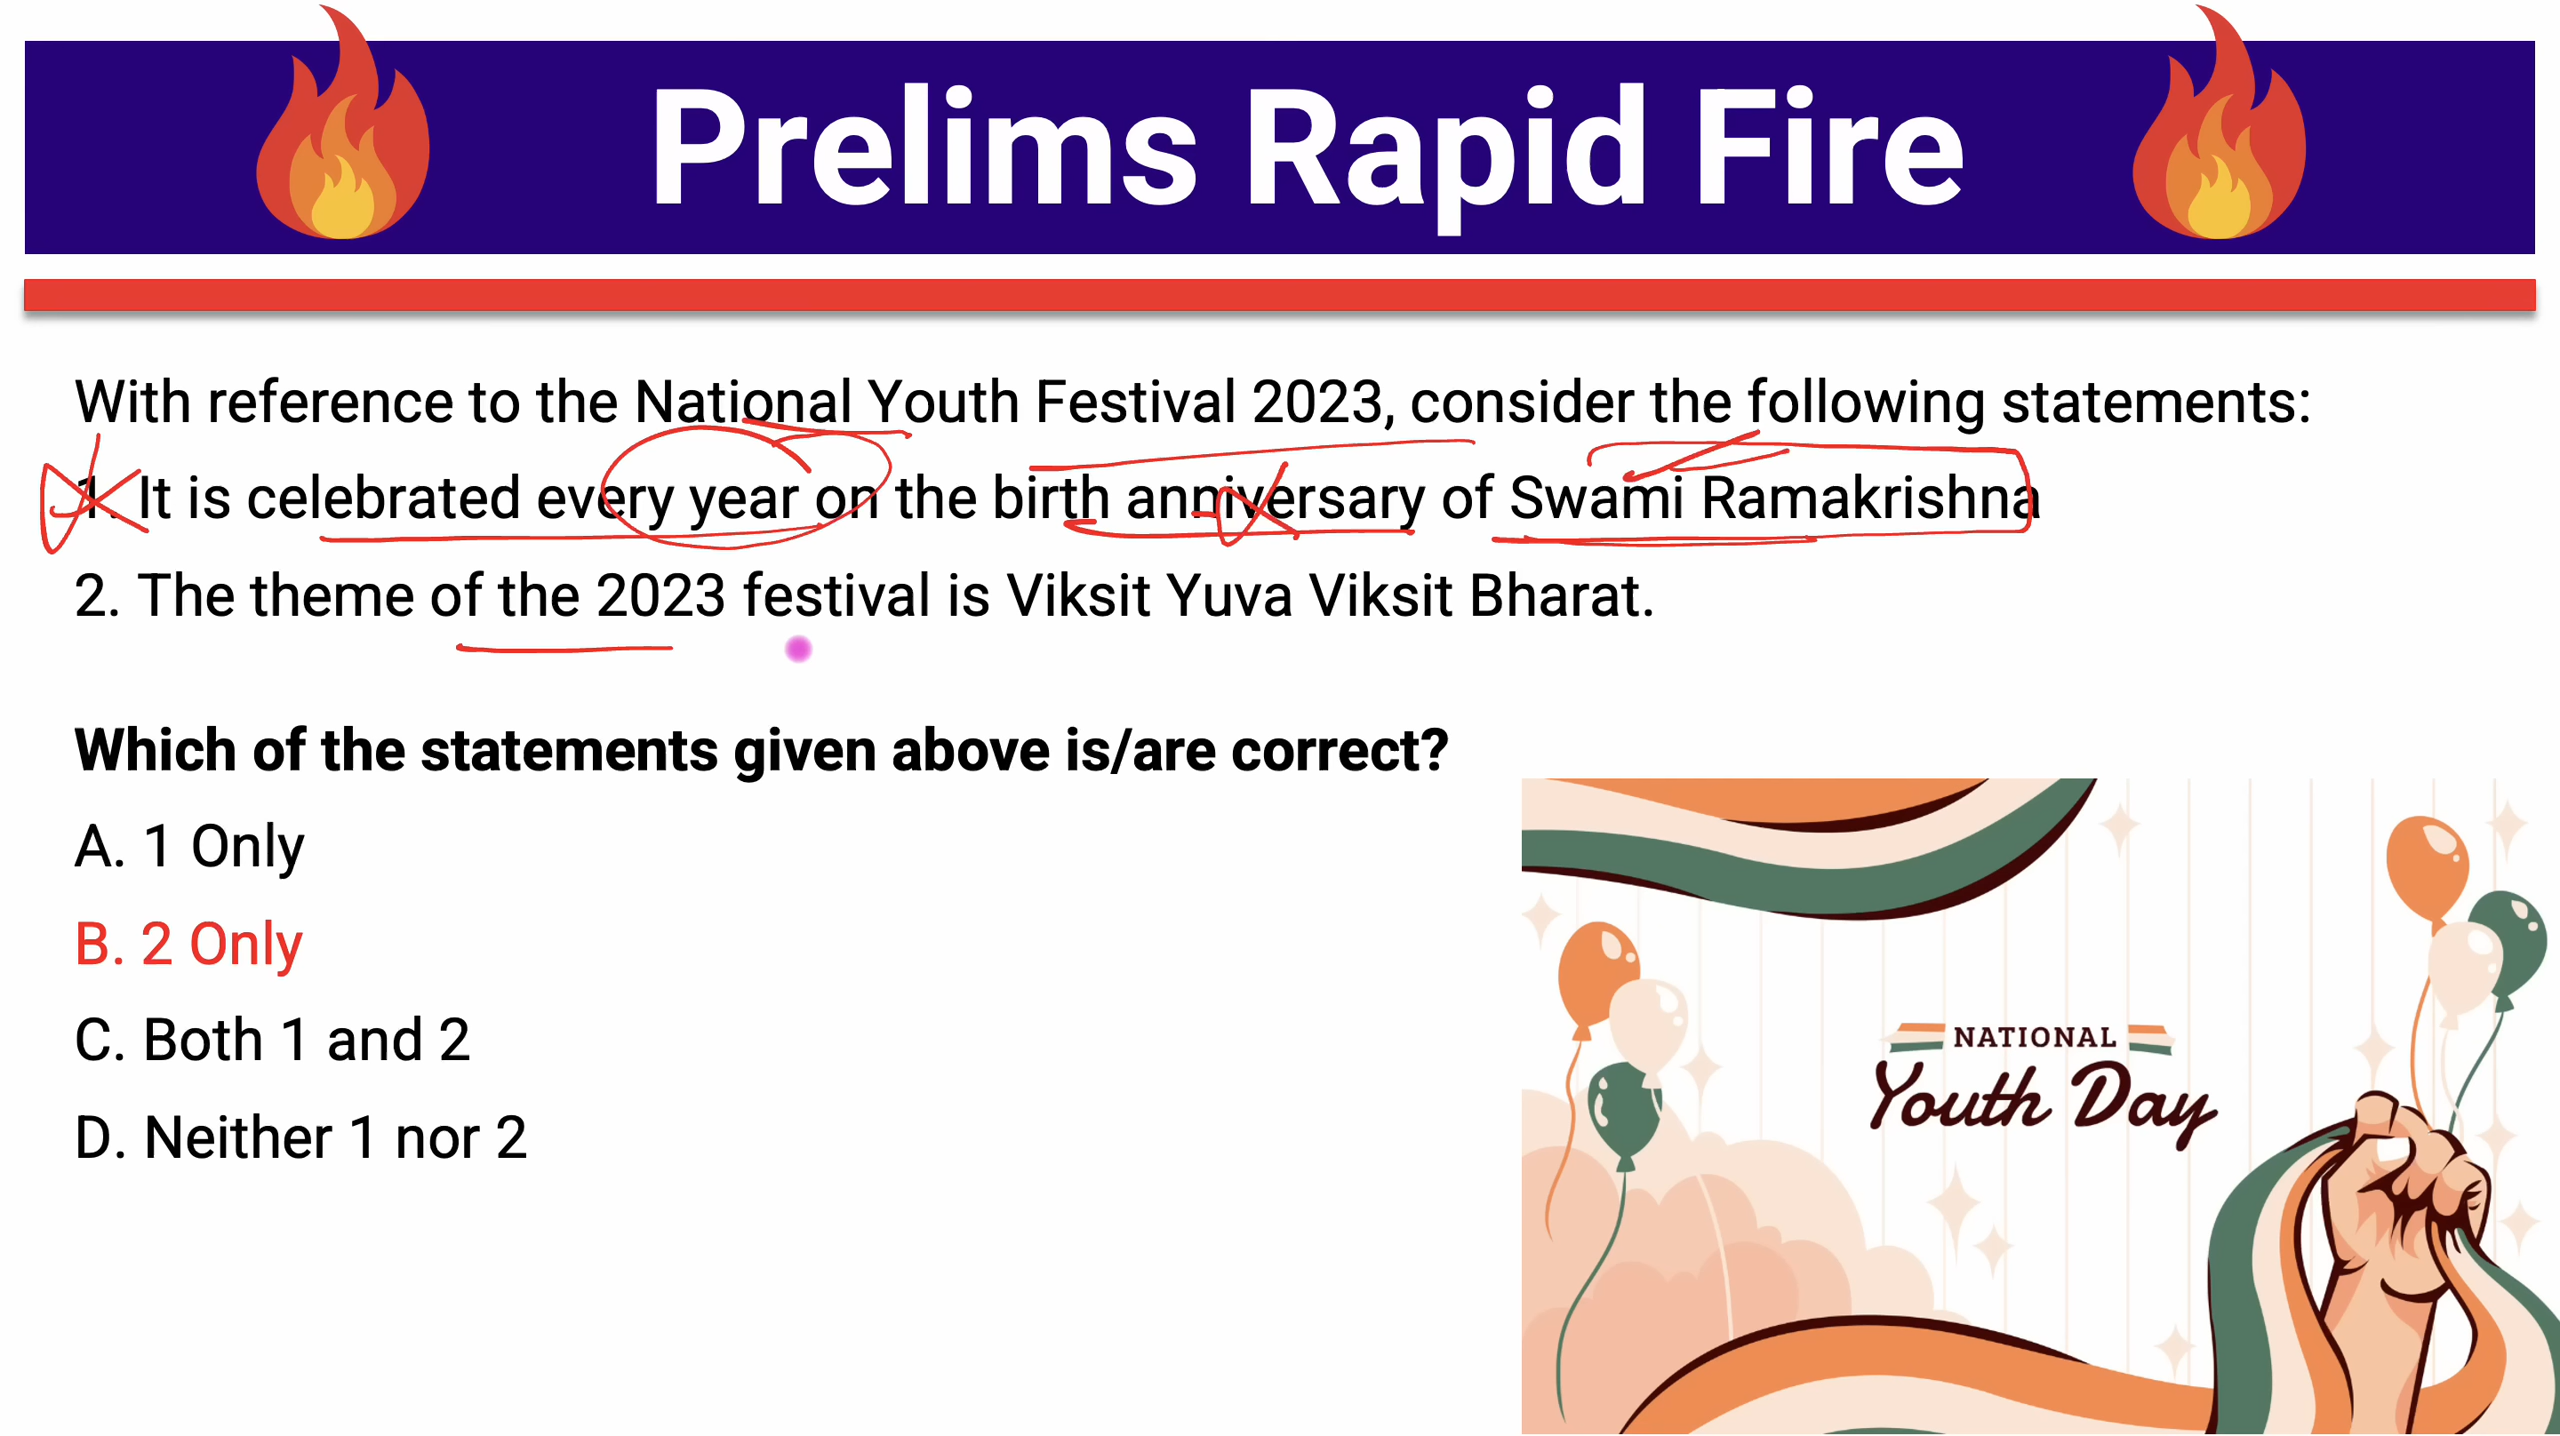 Prelims Rapid Fire
With reference to the National Youth Festival 2023, consider the following statements:
1. It is celebrated every year on the birth anniversary of Swami Ramakrishna
2. The theme of the 2023 festival is Viksit Yuva Viksit Bharat.
Which of the statements given above is/are correct?
A. 1 Only
B. 2 Only
C. Both 1 and 2
D. Neither 1 nor 2
NATIONAL
Youth Day